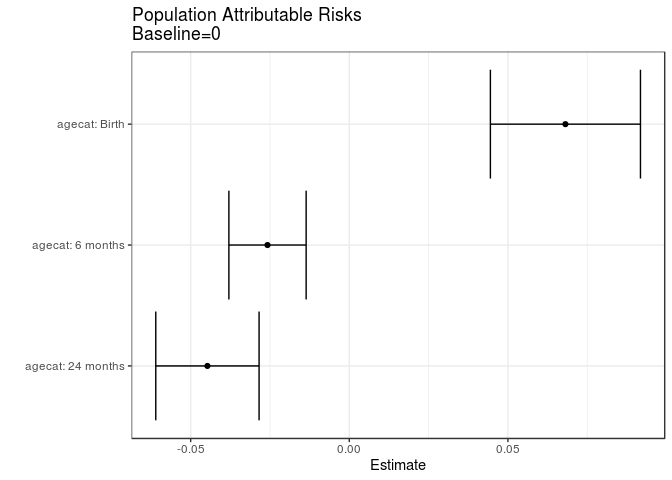 Population Attributable Risks
Baseline=0
agecat: Birth
agecat: 6 months
agecat: 24 months
-0.05
0.00
0.05
Estimate